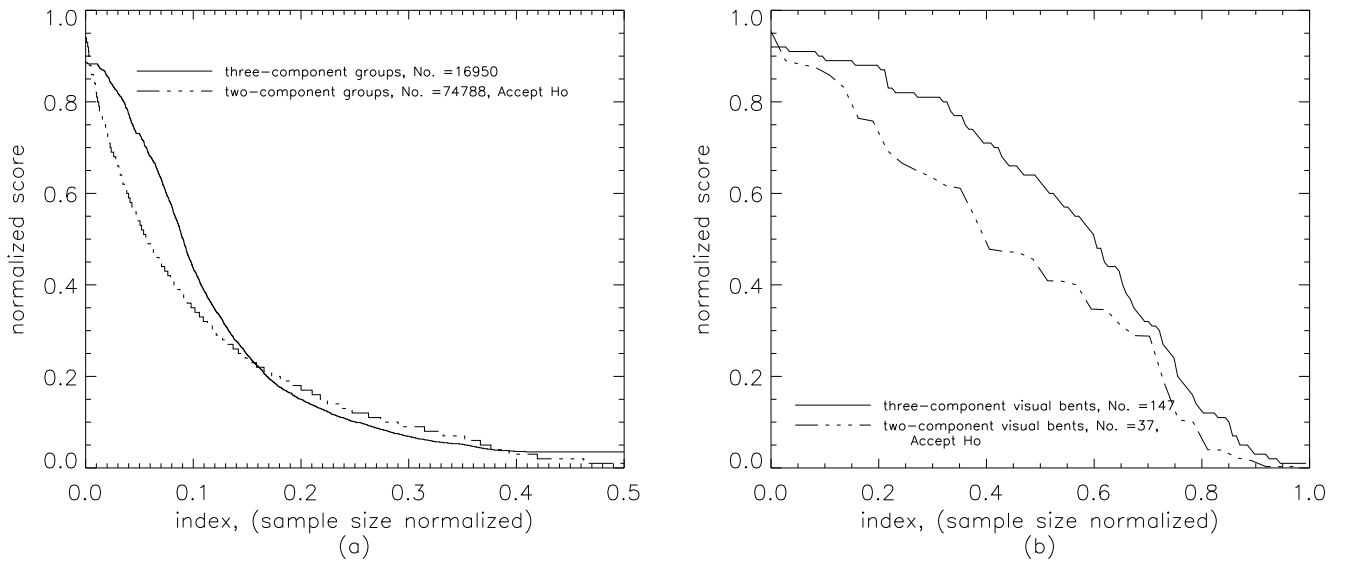 1.0
0.8
0.6
0.4
0.2
0.0
normalized score
three-component groups, No. =16950
two-component groups, No. =74788, Accept Ho
0.0 0.1 0.2 0.3 0.4 0.5
index, (sample size normalized)
(a)
1.0
0.8
0.6
0.4
0.2
0.0
normalized score
three-component visual bents, No. =147
two-component visual bents, No. =37,
Accept Ho
0.0 0.2 0.4 0.6 0.8 1.0
index, (sample size normalized)
(b)